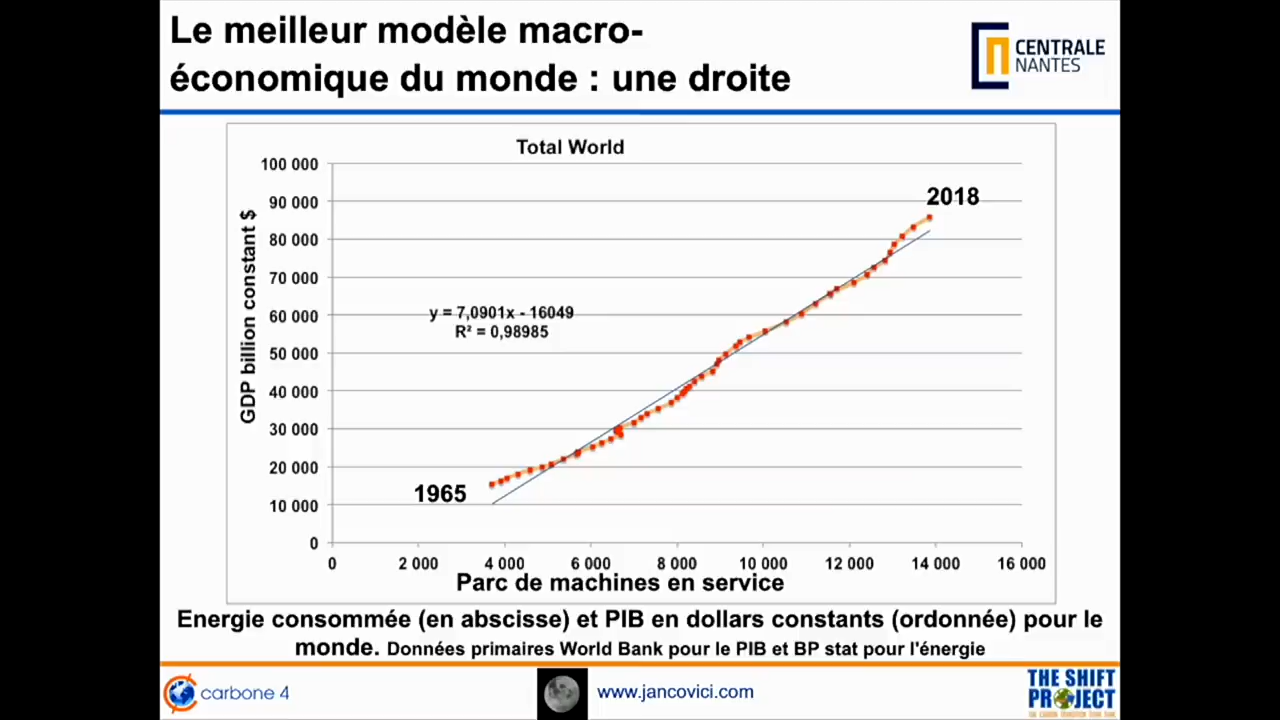 Le meilleur modèle macro-
économique du monde : une droite
CENTRALE
NANTES
Total World
100 000
90 000
80 000
70 000
60 000
50 000
40 000
30 000
20 000
10 000
0
GDP billion constant $
2018
y = 7,0901x - 16049
R² = 0,98985
1965
0 2 000 4 000 6 000 8 000 10 000 12 000 14 000 16 000
Parc de machines en service
Energie consommée (en abscisse) et PIB en dollars constants (ordonnée) pour le
monde. Données primaires World Bank pour le PIB et BP stat pour l'énergie
carbone 4
www.jancovici.com
THE SHIFT
PROJECT